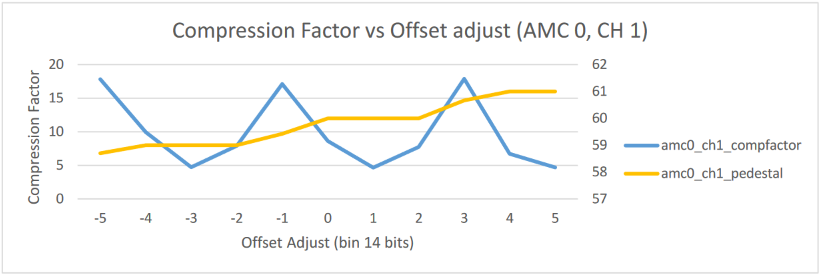 Compression Factor vs Offset adjust (AMC 0, CH 1)
Compression Factor
20
15
10
5
0
62
61
60
59
58
57
-5 -4 -3 -2 -1 0 1 2 3 4 5
Offset Adjust (bin 14 bits)
amc0_ch1_compfactor
amc0_ch1_pedestal